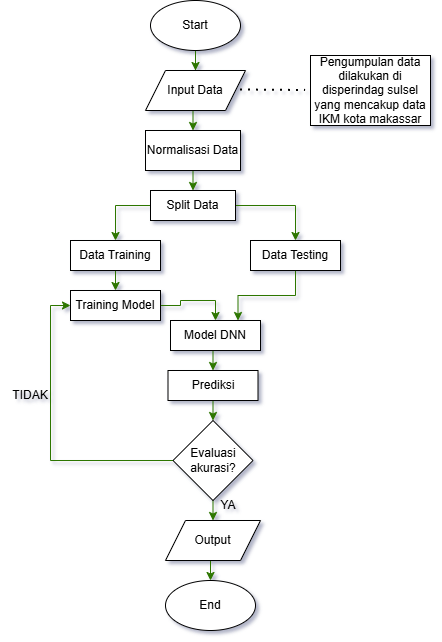 Start
Input Data
Pengumpulan data
dilakukan di
disperindag sulsel
yang mencakup data
IKM kota makassar
Normalisasi Data
Split Data
Data Training
Data Testing
Training Model
Model DNN
Prediksi
TIDAK
Evaluasi
akurasi?
YA
Output
End